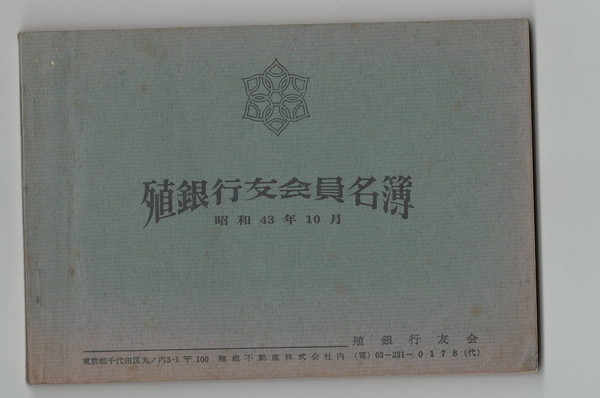 殖銀行友会員名簿
昭和43年10月
殖銀行友会
東京都千代田区丸ノ内3-1 〒100 殖銀不動産株式会社内 (電) 03-231-0178 (代)